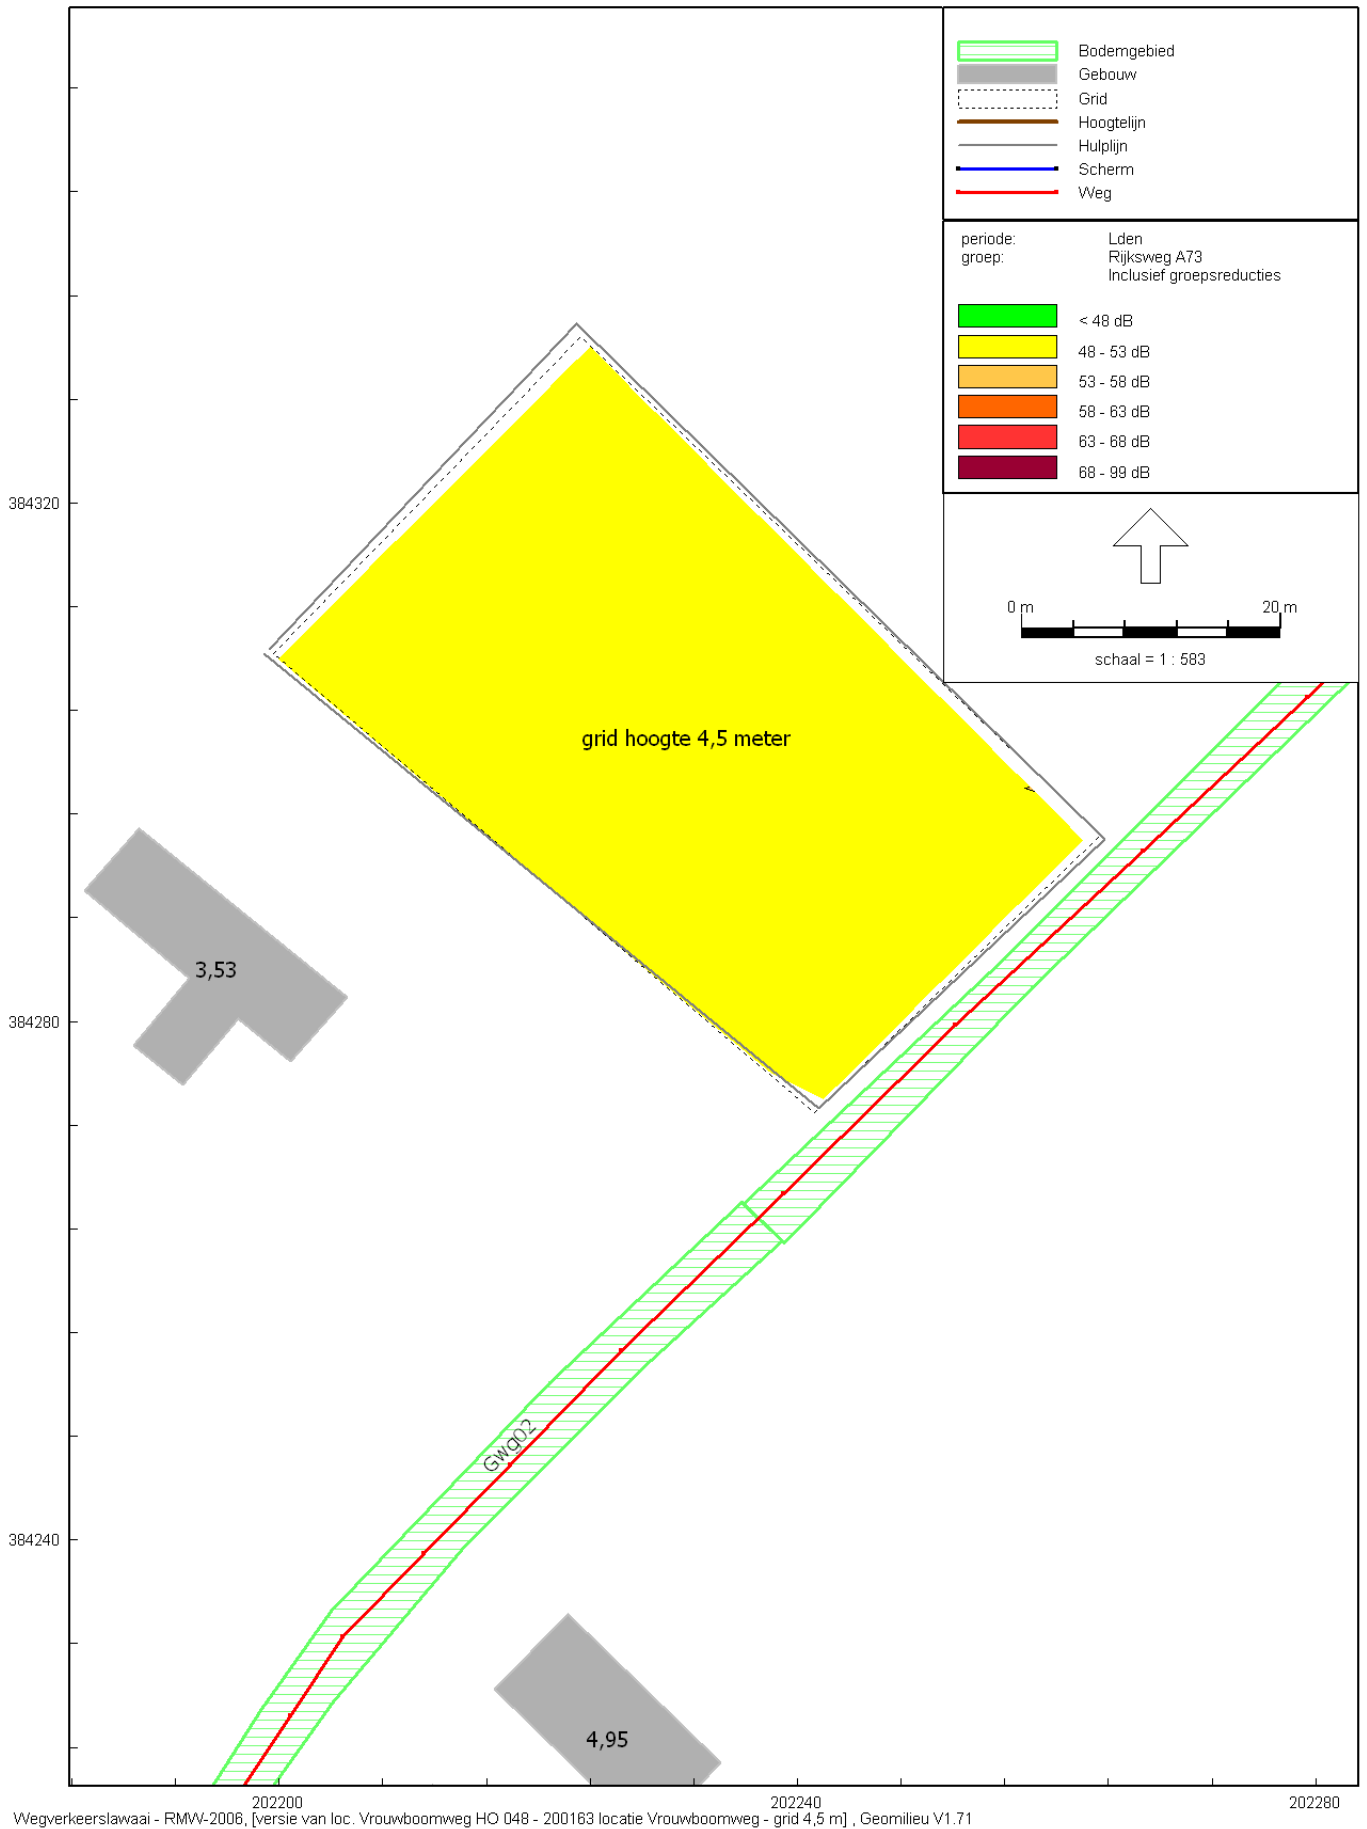 Bodemgebied
Gebouw
Grid
Hoogtelijn
Hulplijn
Scherm
Weg
periode: Lden
groep: Rijksweg A73
Inclusief groepsreducties
< 48 dB
48 - 53 dB
53 - 58 dB
58 - 63 dB
63 - 68 dB
68 - 99 dB
0 m 20 m
schaal = 1 : 583
384320
grid hoogte 4,5 meter
3,53
384280
Gwg02
384240
4,95
202200 202240 202280
Wegverkeerslawaai - RMW-2006, [versie van loc. Vrouwboomweg HO 048 - 200163 locatie Vrouwboomweg - grid 4,5 m] , Geomilieu V1.71